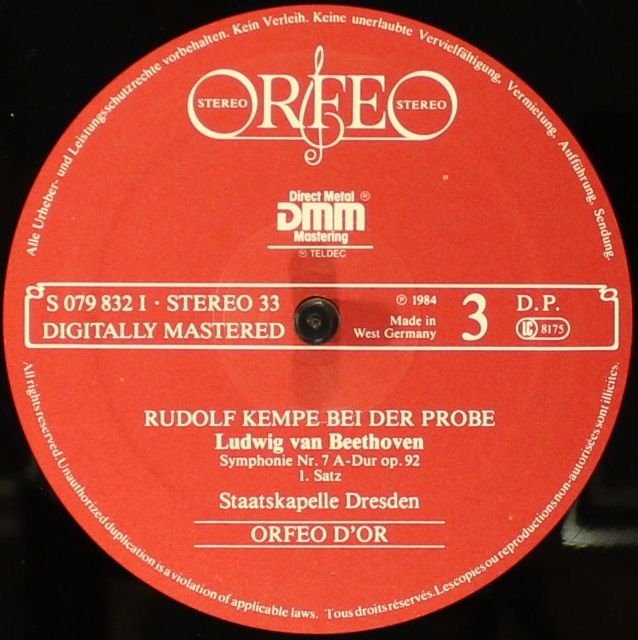 Alle Urheber- und Leistungsschutzrechte vorbehalten. Kein Verleih. Keine unerlaubte Vervielfältigung, Vermietung, Aufführung, Sendung.
STEREO ORFEO STEREO
Direct Metal ®
DMM
Mastering
℗ TELDEC
S 079 832 I · STEREO 33
DIGITALLY MASTERED
℗ 1984
Made in
West Germany
3
D.P.
LC 8175
RUDOLF KEMPE BEI DER PROBE
Ludwig van Beethoven
Symphonie Nr. 7 A-Dur op. 92
1. Satz
Staatskapelle Dresden
ORFEO D'OR
All rights reserved. Unauthorized duplication is a violation of applicable laws. Tous droits réservés. Les copies ou reproductions non-autorisées sont illicites.